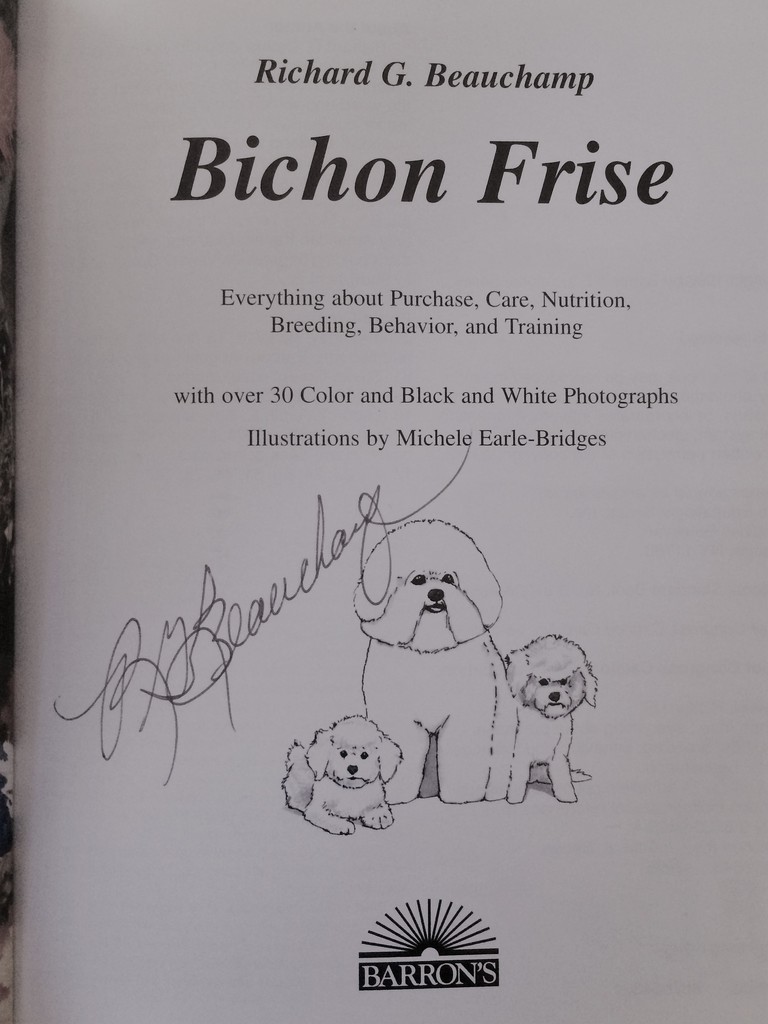 Richard G. Beauchamp
Bichon Frise
Everything about Purchase, Care, Nutrition,
Breeding, Behavior, and Training
with over 30 Color and Black and White Photographs
Illustrations by Michele Earle-Bridges
RG Beauchamp
BARRON'S